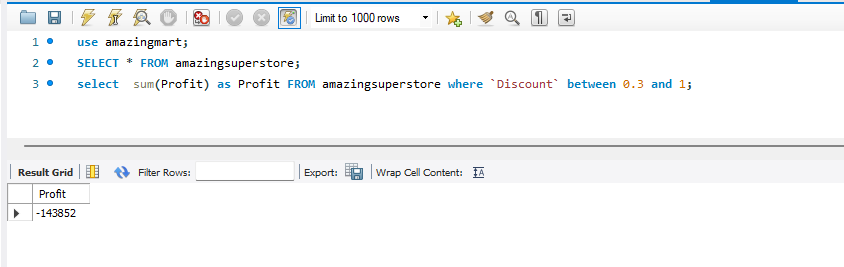 Limit to 1000 rows
1 use amazingmart;
2 SELECT * FROM amazingsuperstore;
3 select  sum(Profit) as Profit FROM amazingsuperstore where `Discount` between 0.3 and 1;
Result Grid Filter Rows: Export: Wrap Cell Content:
Profit
-143852